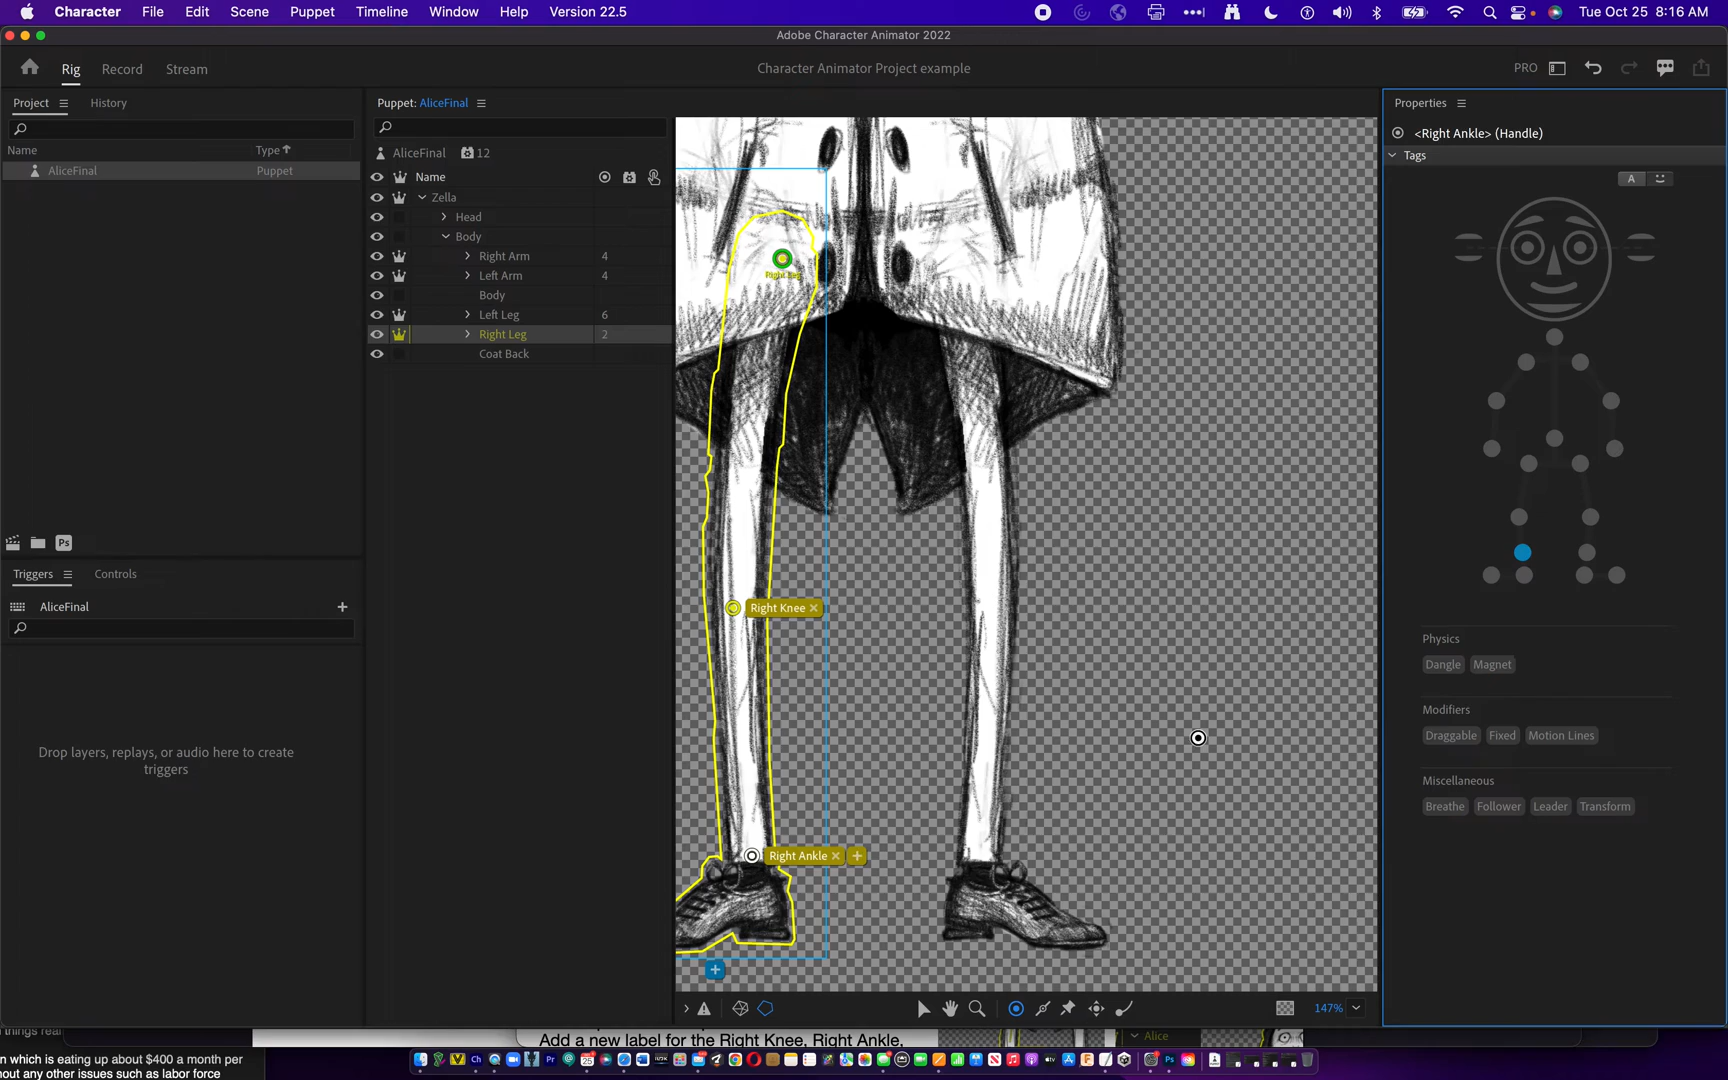 Character File Edit Scene Puppet Timeline Window Help Version 22.5 Tue Oct 25 8:16 AM
Adobe Character Animator 2022
Rig Record Stream Character Animator Project example PRO
Project History
Name Type
AliceFinal Puppet
Ps
Triggers Controls
AliceFinal
Drop layers, replays, or audio here to create
triggers
Puppet: AliceFinal
AliceFinal 12
Name
Zella
Head
Body
Right Arm 4
Left Arm 4
Body
Left Leg 6
Right Leg 2
Coat Back
Right Leg
Right Knee
Right Ankle
147%
Properties
<Right Ankle> (Handle)
Tags
A
Physics
Dangle Magnet
Modifiers
Draggable Fixed Motion Lines
Miscellaneous
Breathe Follower Leader Transform
things real
Add a new label for the Right Knee, Right Ankle,
Alice
n which is eating up about $400 a month per
hout any other issues such as labor force